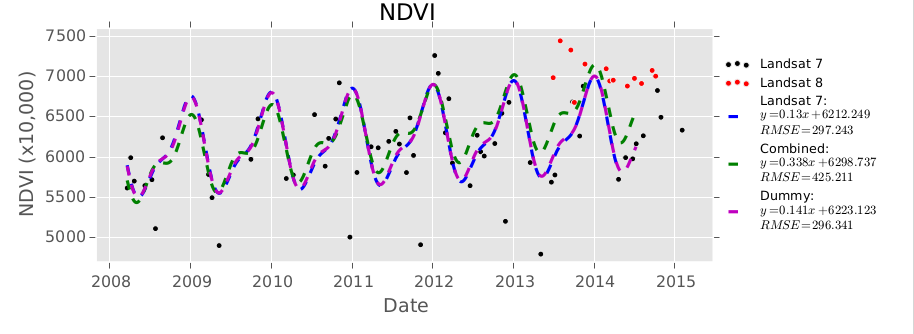 NDVI
NDVI (x10,000)
7500
7000
6500
6000
5500
5000
2008 2009 2010 2011 2012 2013 2014 2015
Date
Landsat 7
Landsat 8
Landsat 7:
y=0.13x+6212.249
RMSE=297.243
Combined:
y=0.338x+6298.737
RMSE=425.211
Dummy:
y=0.141x+6223.123
RMSE=296.341